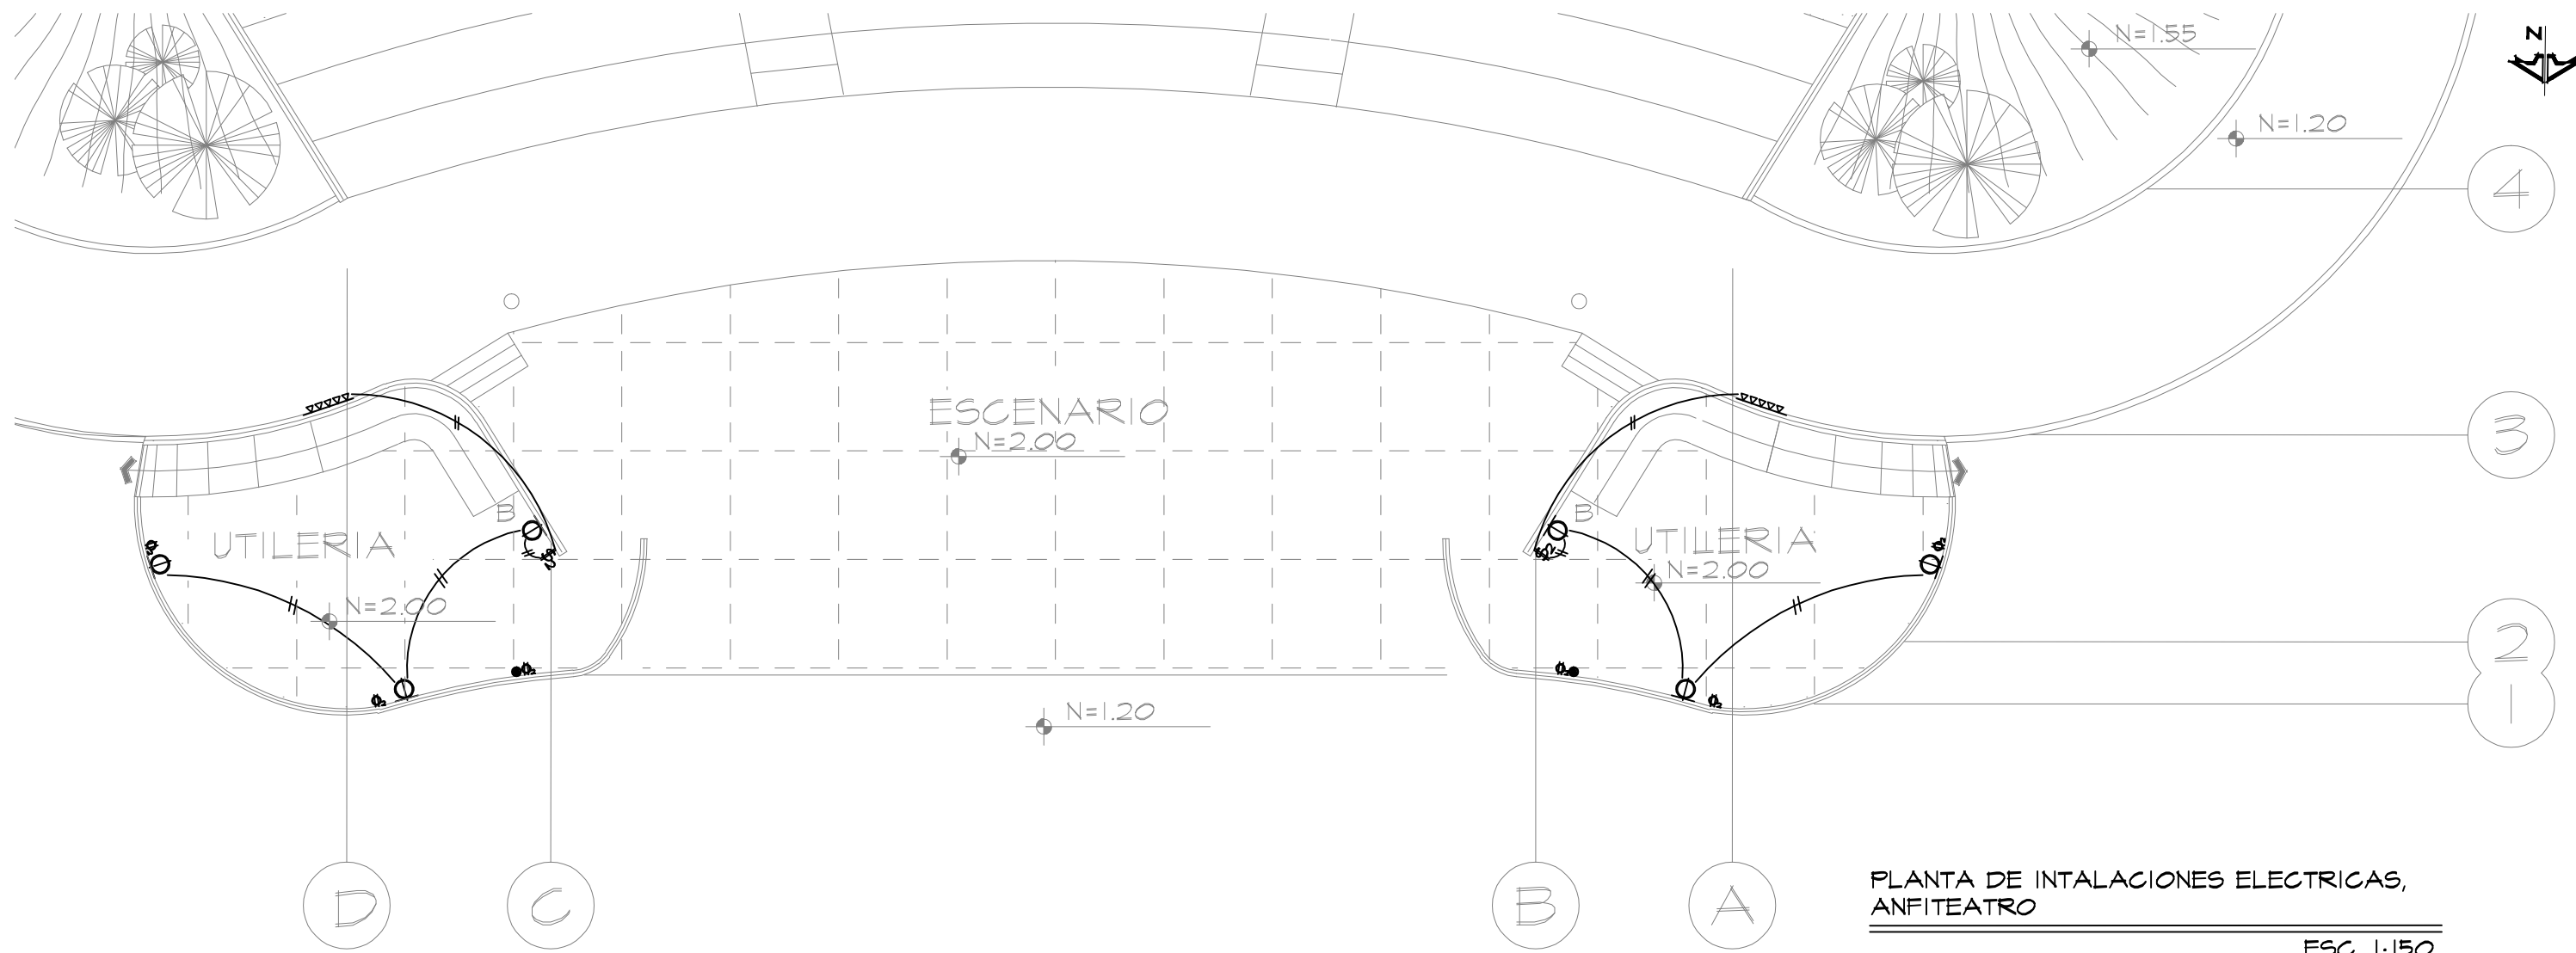 N=1.55
N
N=1.20
4
ESCENARIO
N=2.00
3
B
B
UTILERIA
UTILERIA
N=2.00
N=2.00
2
1
N=1.20
D
C
B
A
PLANTA DE INTALACIONES ELECTRICAS,
ANFITEATRO
ESC 1:150